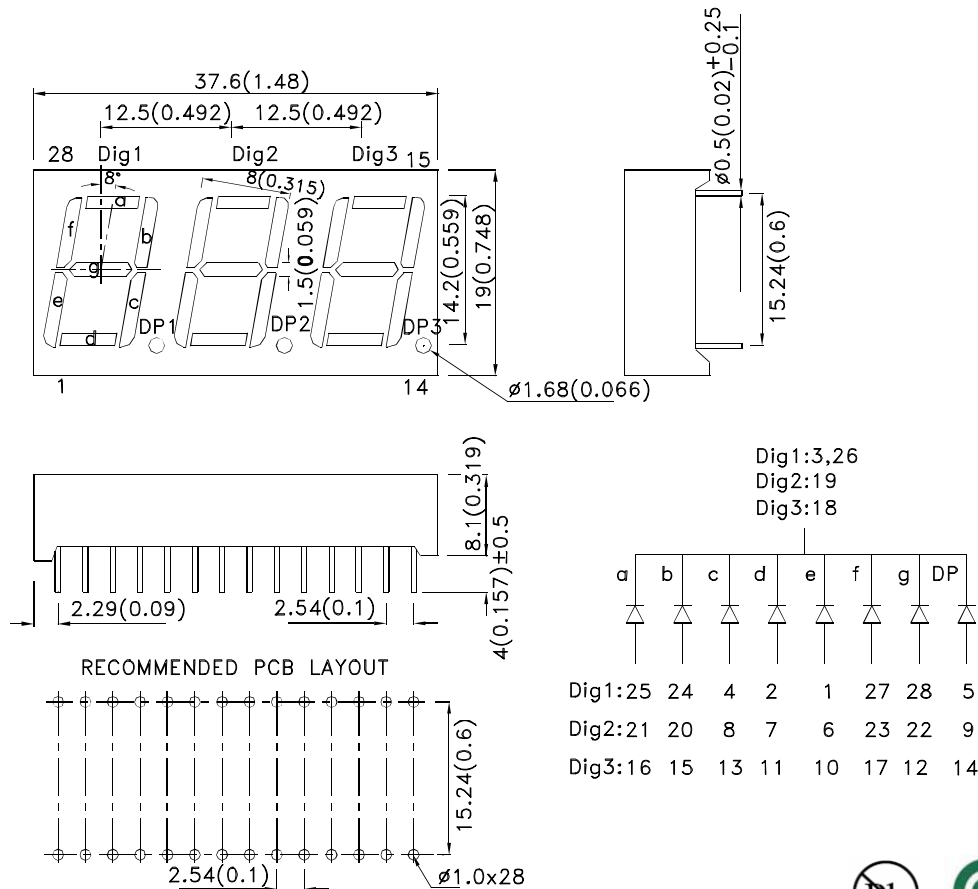 37.6(1.48)
12.5(0.492) 12.5(0.492)
28 Dig1 Dig2 Dig3 15
8° 8(0.315)
a
f b
g
e c
d
DP1 DP2 DP3
1.5(0.059)
14.2(0.559)
19(0.748)
1 14
ø1.68(0.066)
ø0.5(0.02)+0.25
-0.1
15.24(0.6)
8.1(0.319)
4(0.157)±0.5
2.29(0.09) 2.54(0.1)
RECOMMENDED PCB LAYOUT
15.24(0.6)
2.54(0.1)
ø1.0x28
Dig1:3,26
Dig2:19
Dig3:18
a b c d e f g DP
Dig1:25 24 4 2 1 27 28 5
Dig2:21 20 8 7 6 23 22 9
Dig3:16 15 13 11 10 17 12 14